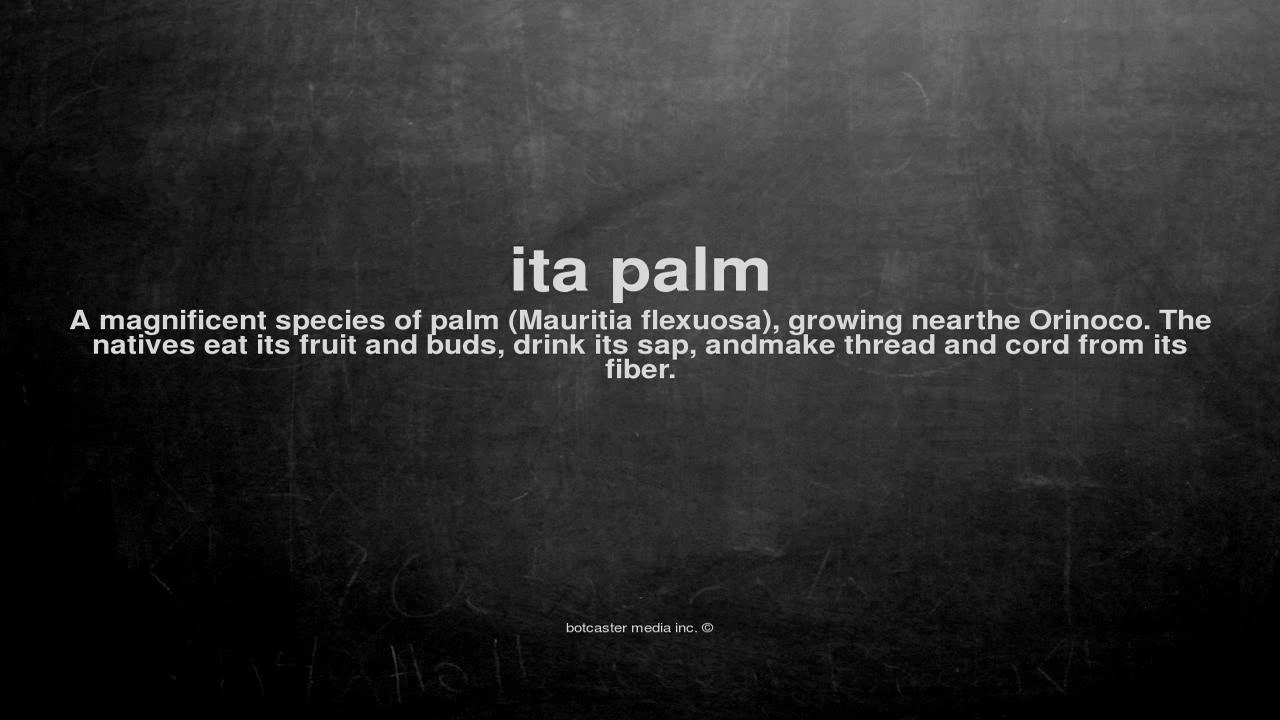 ita palm
A magnificent species of palm (Mauritia flexuosa), growing nearthe Orinoco. The
natives eat its fruit and buds, drink its sap, andmake thread and cord from its
fiber.
botcaster media inc. ©